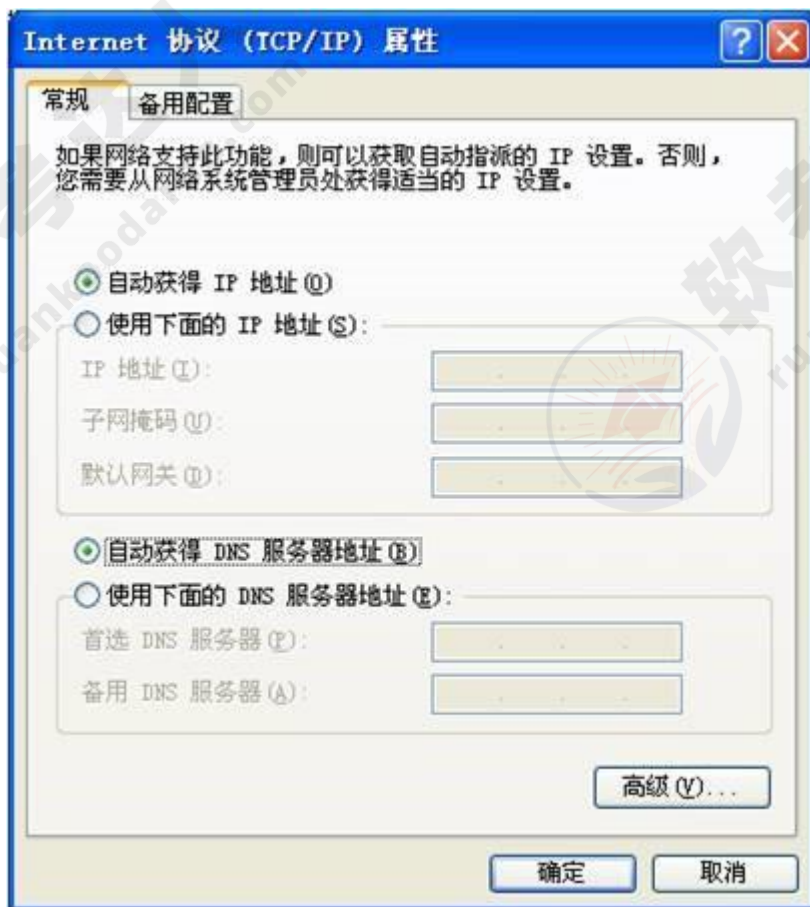 Internet 协议 (TCP/IP) 属性
常规
备用配置
如果网络支持此功能，则可以获取自动指派的 IP 设置。否则，
您需要从网络系统管理员处获得适当的 IP 设置。
自动获得 IP 地址(O)
使用下面的 IP 地址(S):
IP 地址(I):
子网掩码(U):
默认网关(D):
自动获得 DNS 服务器地址(B)
使用下面的 DNS 服务器地址(E):
首选 DNS 服务器(P):
备用 DNS 服务器(A):
高级(V)...
确定
取消